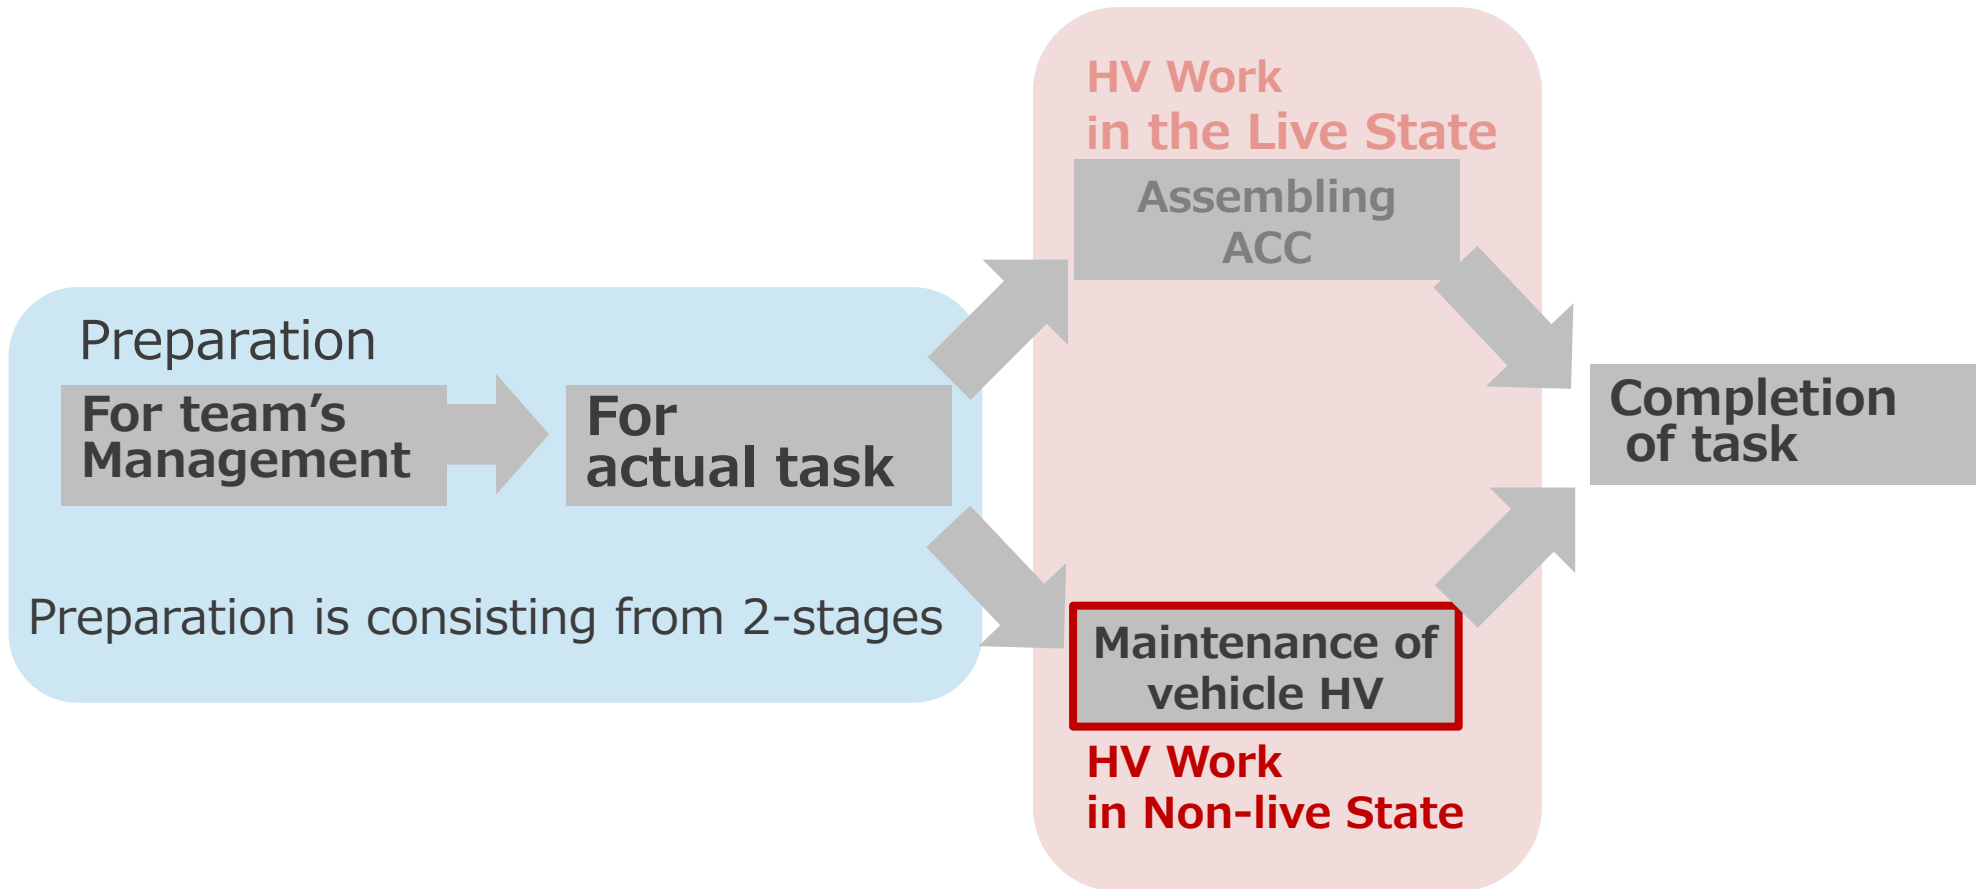 HV Work
in the Live State
Assembling
ACC
Preparation
For team’s
Management
For
actual task
Completion
of task
Preparation is consisting from 2-stages
Maintenance of
vehicle HV
HV Work
in Non-live State